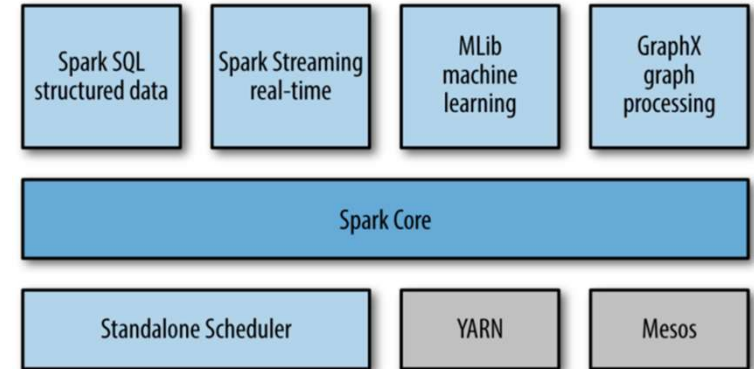 Spark SQL
structured data
Spark Streaming
real-time
MLib
machine
learning
GraphX
graph
processing
Spark Core
Standalone Scheduler
YARN
Mesos